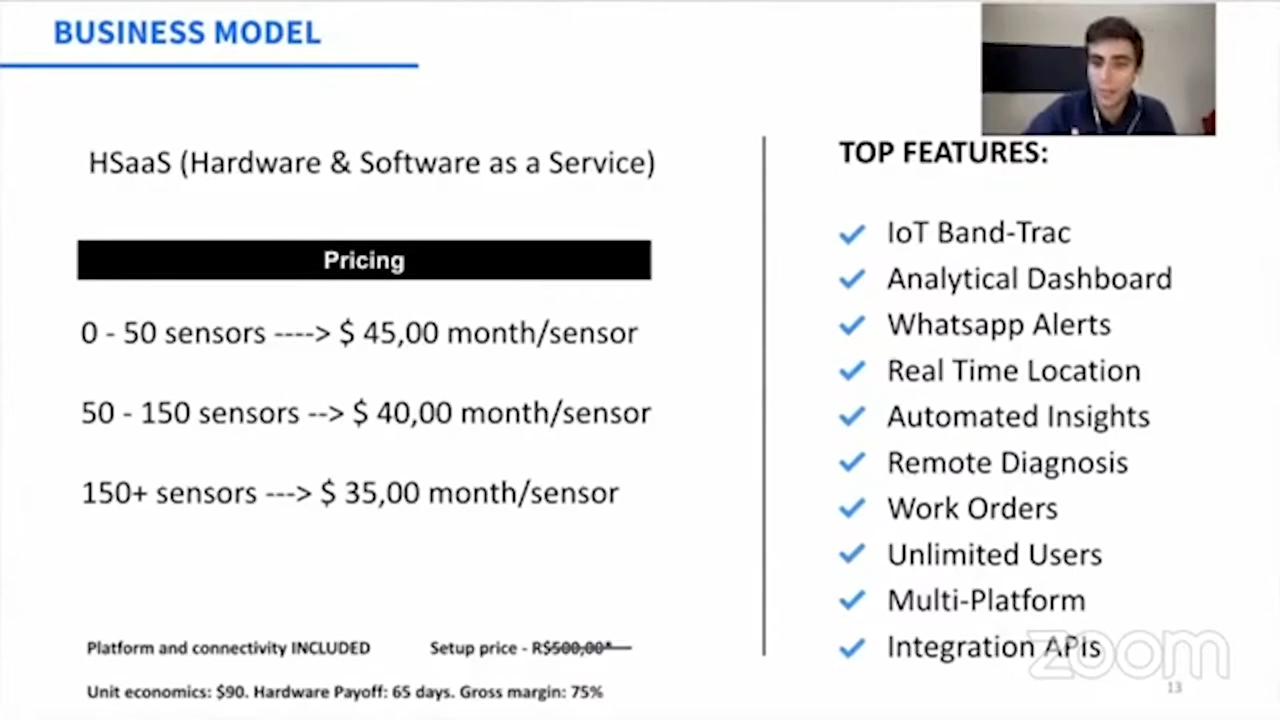 BUSINESS MODEL
HSaaS (Hardware & Software as a Service)
Pricing
0 - 50 sensors ----> $ 45,00 month/sensor
50 - 150 sensors --> $ 40,00 month/sensor
150+ sensors ---> $ 35,00 month/sensor
Platform and connectivity INCLUDED
Setup price - R$500,00*
Unit economics: $90. Hardware Payoff: 65 days. Gross margin: 75%
TOP FEATURES:
IoT Band-Trac
Analytical Dashboard
Whatsapp Alerts
Real Time Location
Automated Insights
Remote Diagnosis
Work Orders
Unlimited Users
Multi-Platform
Integration APIs
zoom
13